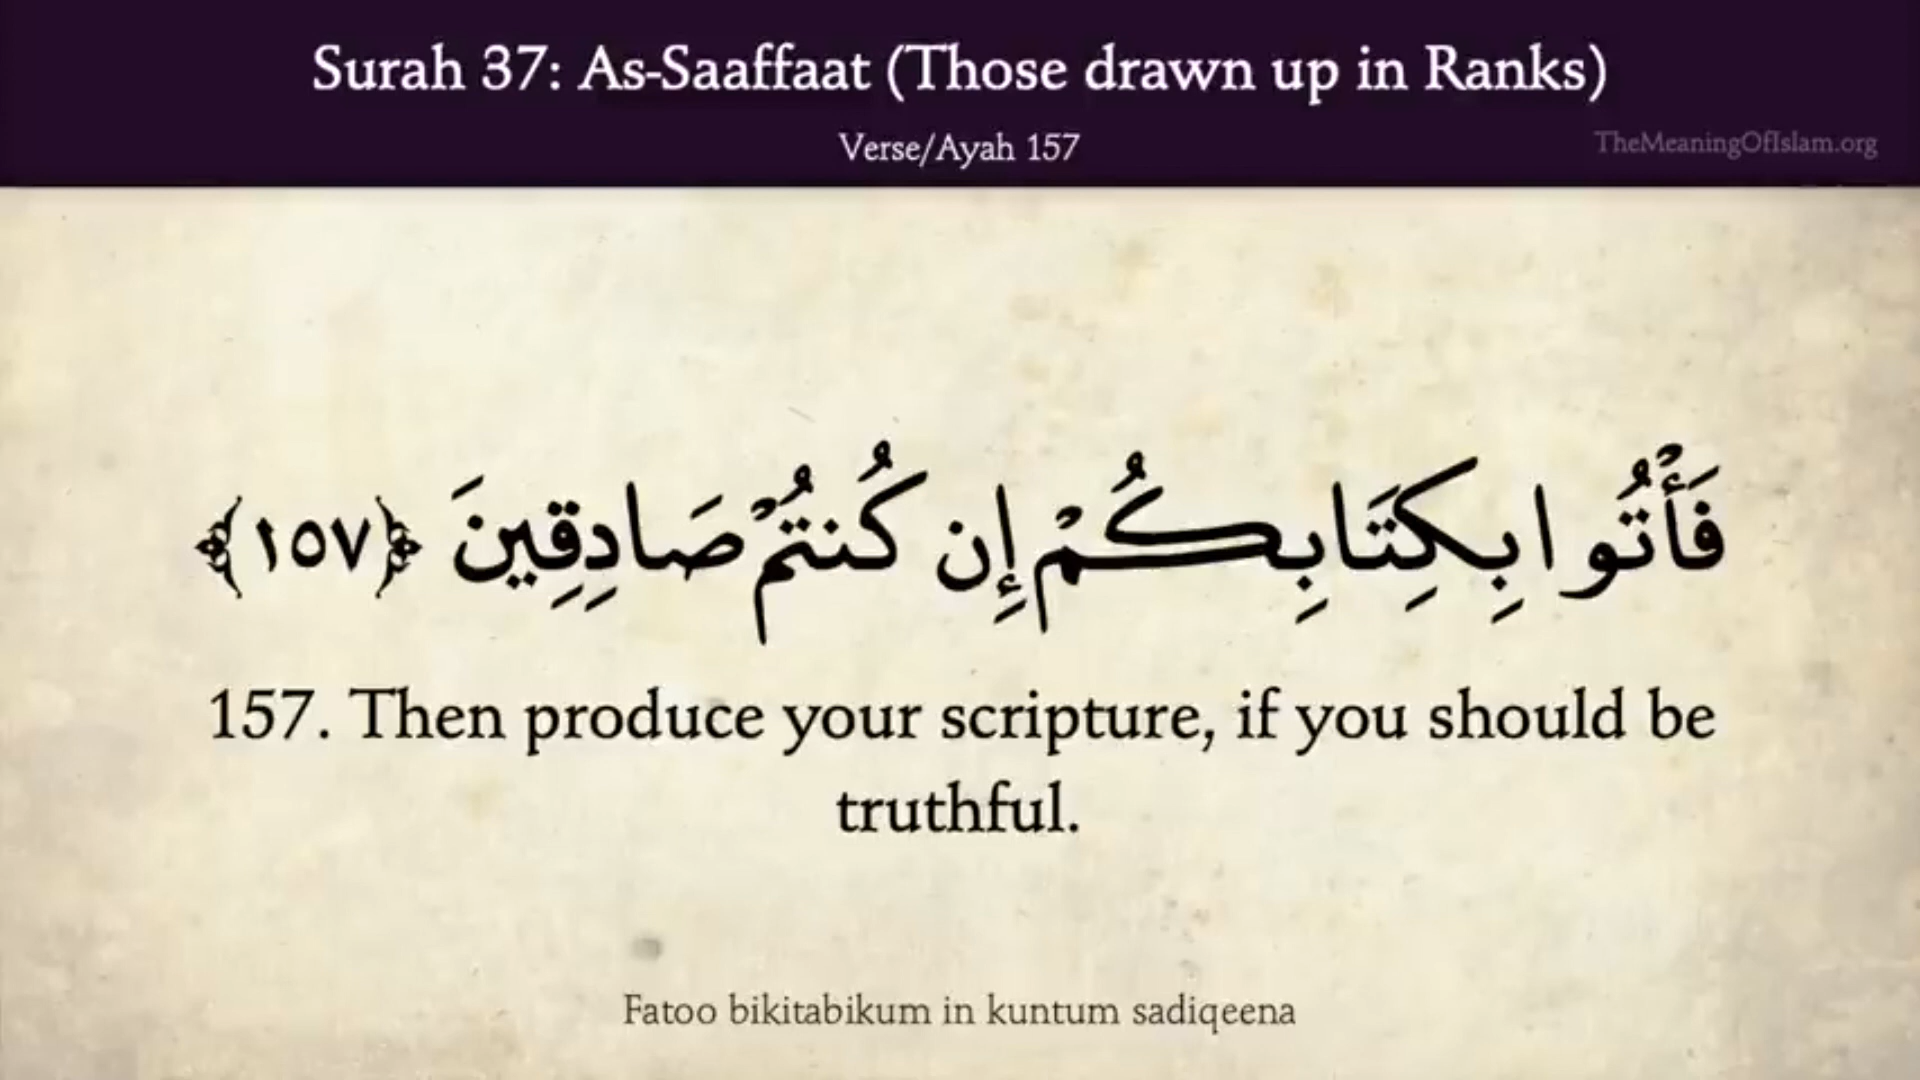 Surah 37: As-Saaffaat (Those drawn up in Ranks)
Verse/Ayah 157
TheMeaningOfIslam.org
فَأْتُوا بِكِتَابِكُمْ إِن كُنتُمْ صَادِقِينَ ﴿١٥٧﴾
157. Then produce your scripture, if you should be
truthful.
Fatoo bikitabikum in kuntum sadiqeena